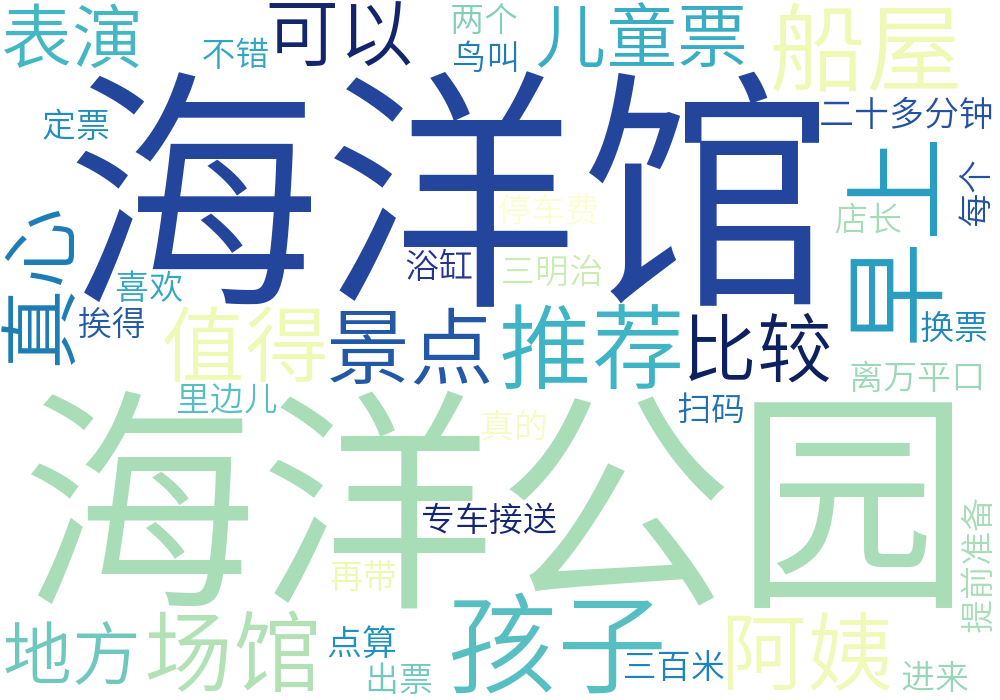 表演
不错
可以
两个
鸟叫
儿童票
船屋
定票
海洋馆
二十多分钟
早上
每个
店长
停车费
真心
喜欢
浴缸
三明治
挨得
值得
景点
推荐
比较
换票
里边儿
离万平口
真的
扫码
海洋公园
专车接送
再带
提前准备
地方
场馆
点算
出票
孩子
三百米
阿姨
进来